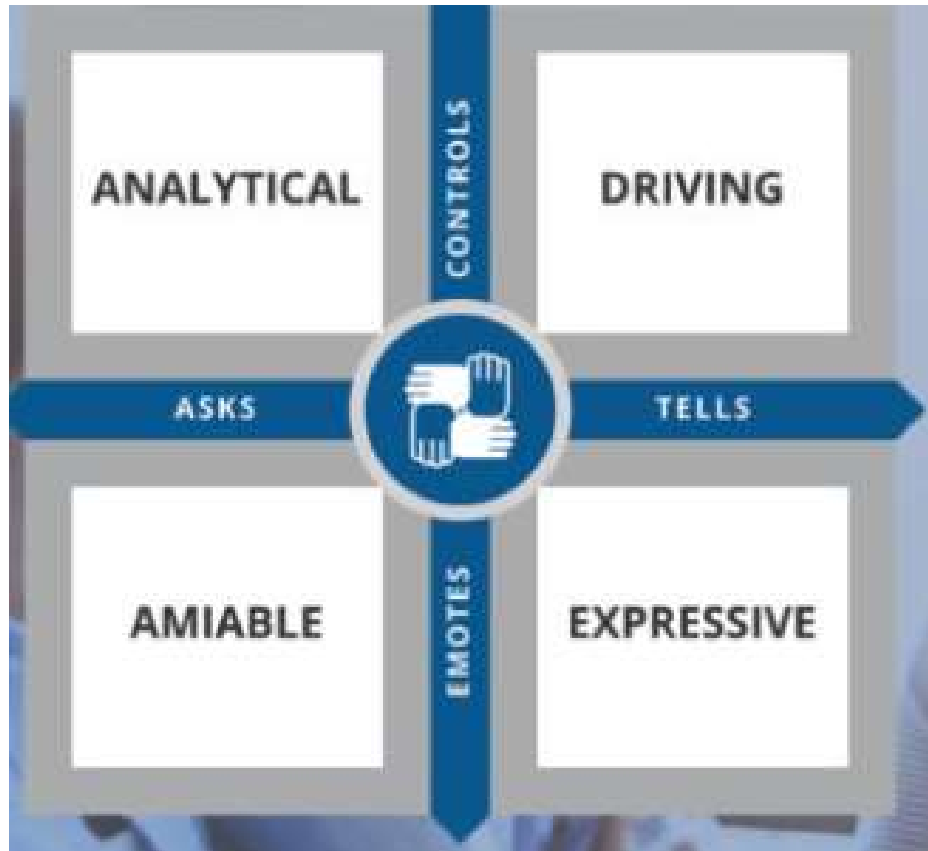 CONTROLS
ANALYTICAL
DRIVING
ASKS
TELLS
AMIABLE
EXPRESSIVE
EMOTES